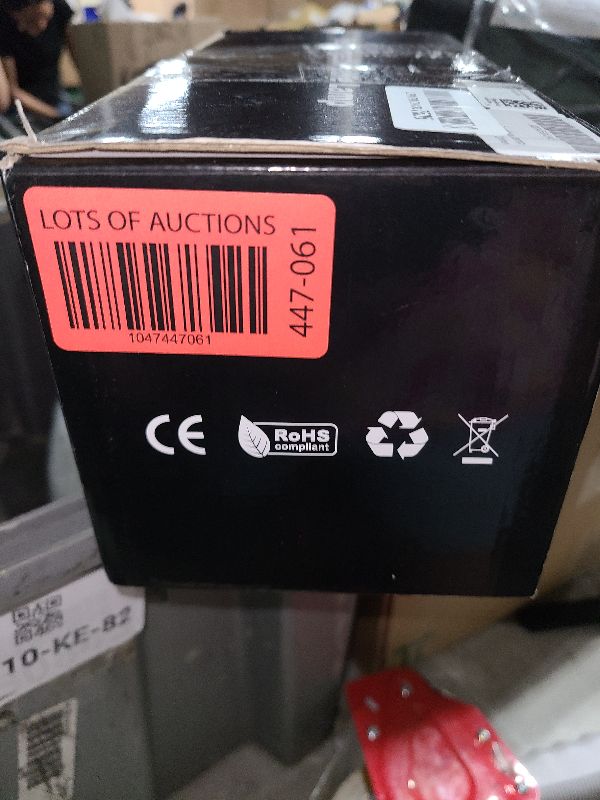 LOTS OF AUCTIONS
1047447061
447-061
CE
RoHS
compliant
10-KE-82